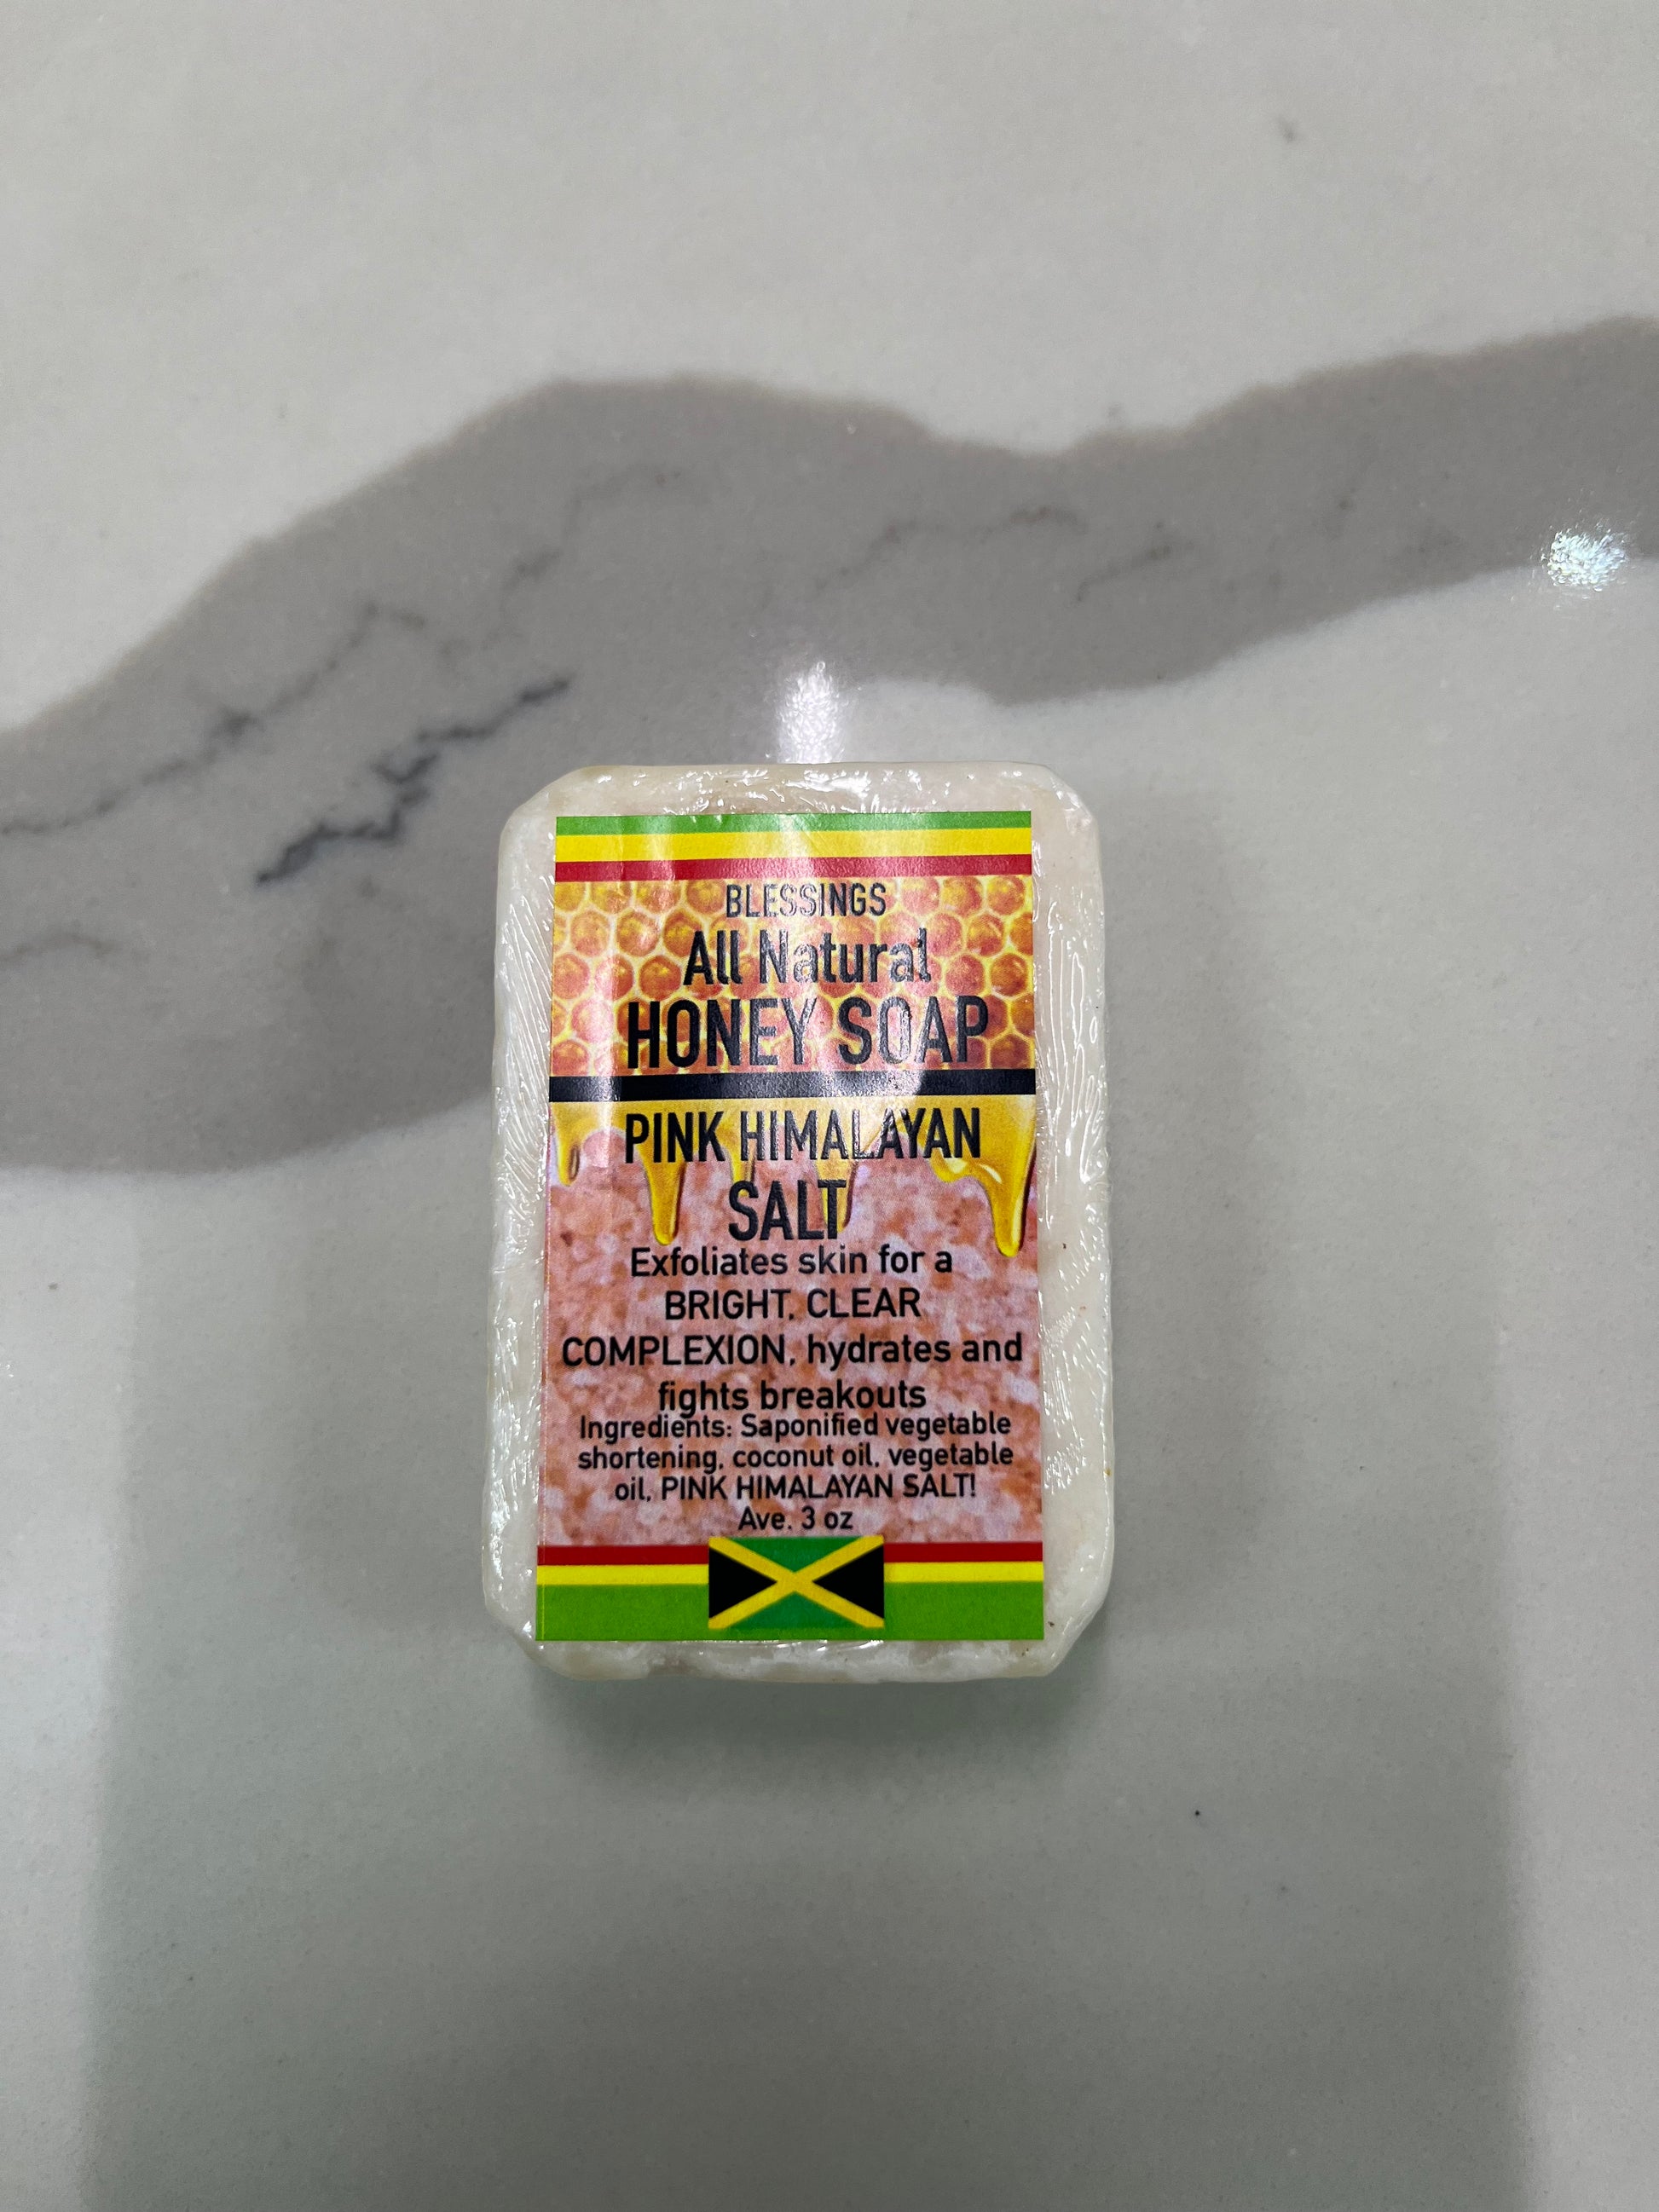 BLESSINGS
All Natural
HONEY SOAP
PINK HIMALAYAN
SALT
Exfoliates skin for a
BRIGHT, CLEAR
COMPLEXION, hydrates and
fights breakouts
Ingredients: Saponified vegetable
shortening, coconut oil, vegetable
oil, PINK HIMALAYAN SALT!
Ave. 3 oz